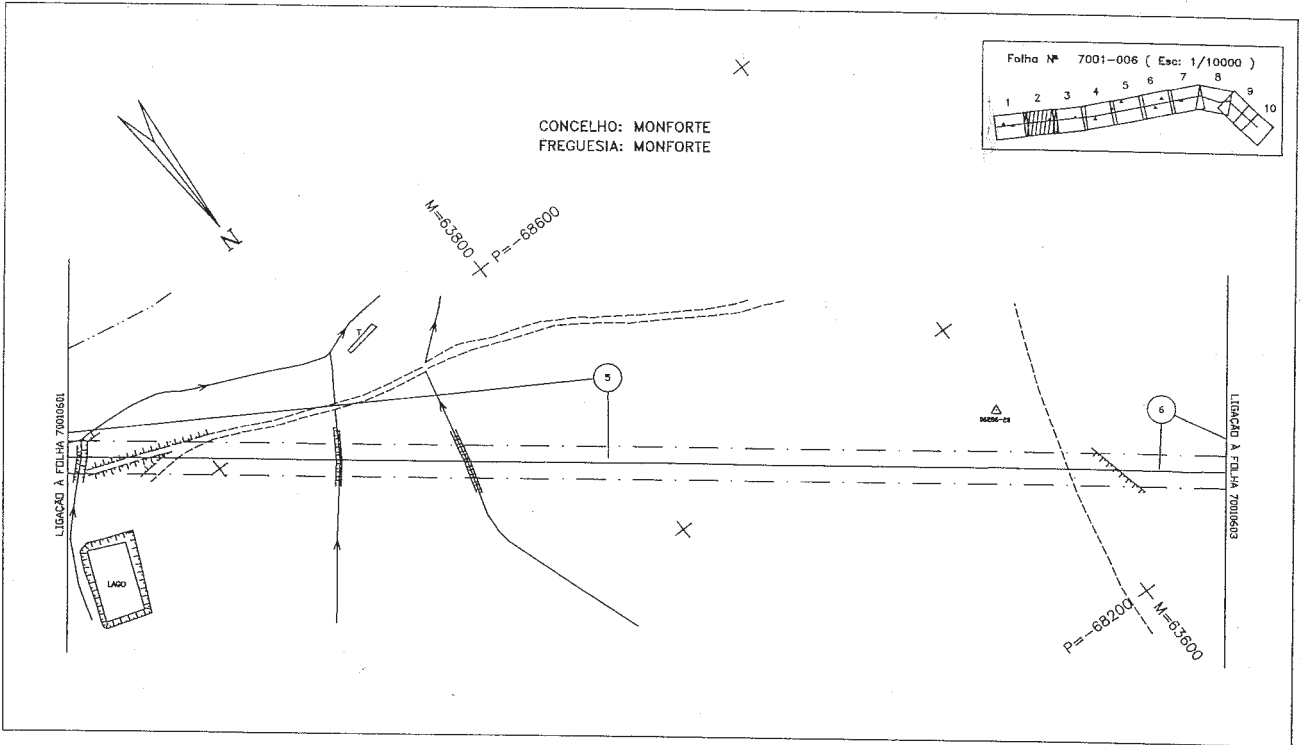 Folha Nº 7001-006 ( Esc: 1/10000 )
1 2 3 4 5 6 7 8 9 10
CONCELHO: MONFORTE
FREGUESIA: MONFORTE
N
M=63800
P=-68600
T
5
6
LIGAÇÃO À FOLHA 70010601
LIGAÇÃO À FOLHA 70010603
LAGO
P=-68200
M=63600